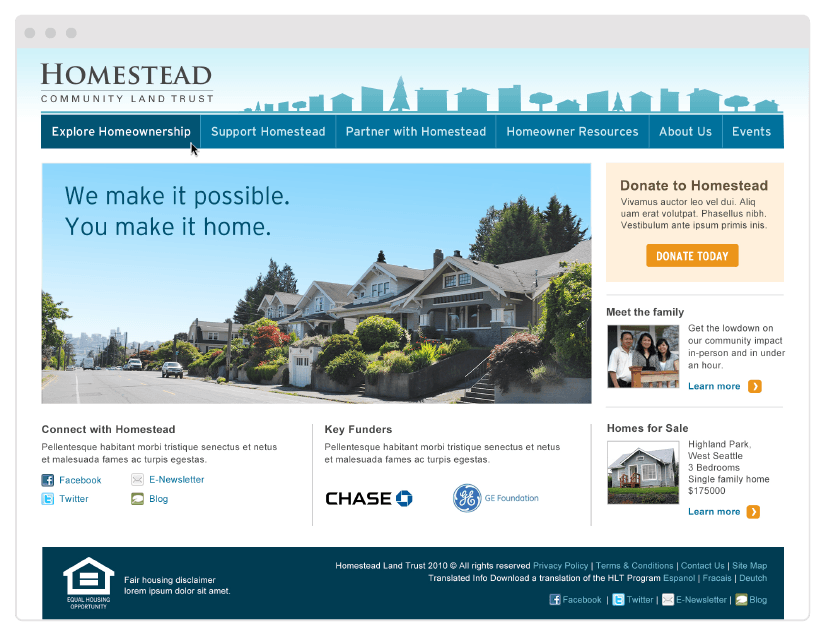 HOMESTEAD
COMMUNITY LAND TRUST
Explore Homeownership
Support Homestead
Partner with Homestead
Homeowner Resources
About Us
Events
We make it possible.
You make it home.
Donate to Homestead
Vivamus auctor leo vel dui. Aliq
uam erat volutpat. Phasellus nibh.
Vestibulum ante ipsum primis inis.
DONATE TODAY
Meet the family
Get the lowdown on
our community impact
in-person and in under
an hour.
Learn more
Connect with Homestead
Pellentesque habitant morbi tristique senectus et netus
et malesuada fames ac turpis egestas.
Facebook
E-Newsletter
Twitter
Blog
Key Funders
Pellentesque habitant morbi tristique senectus et netus
et malesuada fames ac turpis egestas.
CHASE
GE
GE Foundation
Homes for Sale
Highland Park,
West Seattle
3 Bedrooms
Single family home
$175000
Learn more
EQUAL HOUSING
OPPORTUNITY
Fair housing disclaimer
lorem ipsum dolor sit amet.
Homestead Land Trust 2010 © All rights reserved Privacy Policy | Terms & Conditions | Contact Us | Site Map
Translated Info Download a translation of the HLT Program Espanol | Fracais | Deutch
Facebook | Twitter | E-Newsletter | Blog